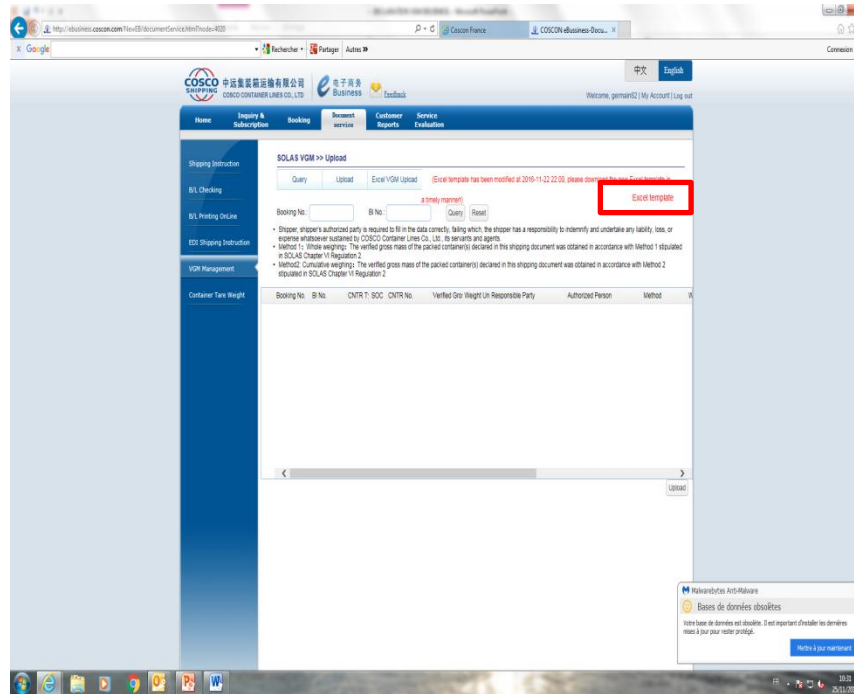 http://ebusiness.coscon.com/NewEB/documentService.html?node=4020
Coscon France
COSCON eBussiness-Docu...
x Google
Rechercher
Partager
Autres »
Connexion
中文
English
COSCO
SHIPPING
中远集装箱运输有限公司
COSCO CONTAINER LINES CO., LTD
电子商务
Business
Feedback
Welcome, germain62 | My Account | Log out
Home
Inquiry & Subscription
Booking
Document service
Customer Reports
Service Evaluation
Shipping Instruction
B/L Checking
B/L Printing OnLine
EDI Shipping Instruction
VGM Management
Container Tare Weight
SOLAS VGM >> Upload
Query
Upload
Excel VGM Upload
(Excel template has been modified at 2016-11-22 22:00, please download the new Excel template in
a timely manner!)
Excel template
Booking No.:
Bl No.:
Query
Reset
• Shipper, shipper's authorized party is required to fill in the data correctly, failing which, the shipper has a responsibility to indemnify and undertake any liability, loss, or
expense whatsoever sustained by COSCO Container Lines Co., Ltd., its servants and agents.
• Method 1: Whole weighing: The verified gross mass of the packed container(s) declared in this shipping document was obtained in accordance with Method 1 stipulated
in SOLAS Chapter VI Regulation 2
• Method2: Cumulative weighing: The verified gross mass of the packed container(s) declared in this shipping document was obtained in accordance with Method 2
stipulated in SOLAS Chapter VI Regulation 2
Booking No. Bl No. CNTR T: SOC CNTR No. Verified Gro: Weight Un Responsible Party Authorized Person Method W
Upload
Malwarebytes Anti-Malware
Bases de données obsolètes
Votre base de données est obsolète. Il est important d'installer les dernières
mises à jour pour rester protégé.
Mettre à jour maintenant
FR
10:31
25/11/20